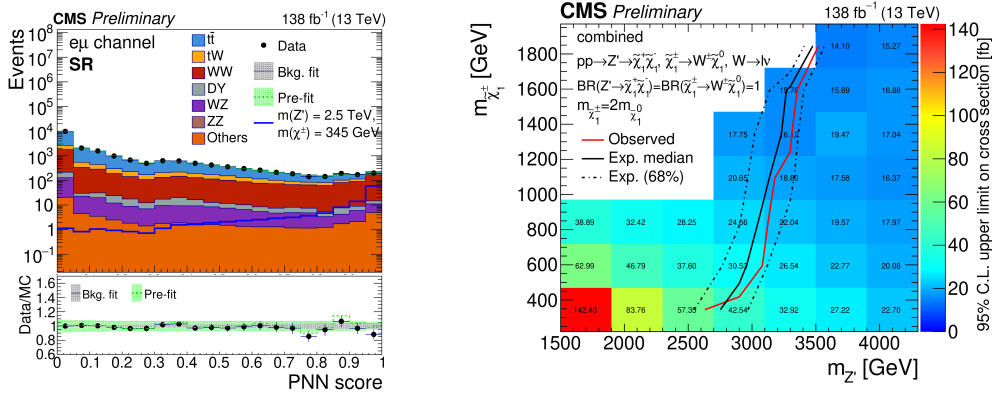 CMS Preliminary 138 fb⁻¹ (13 TeV)
Events
10⁸
10⁷
10⁶
10⁵
10⁴
10³
10²
10
1
10⁻¹
eμ channel
SR
tt̄
tW
WW
DY
WZ
ZZ
Others
Data
Bkg. fit
Pre-fit
m(Z') = 2.5 TeV,
m(χ±) = 345 GeV
Data/MC
1.6
1.4
1.2
1
0.8
0.6
Bkg. fit Pre-fit
0 0.1 0.2 0.3 0.4 0.5 0.6 0.7 0.8 0.9 1
PNN score
CMS Preliminary 138 fb⁻¹ (13 TeV)
m_χ̃₁± [GeV]
1800
1600
1400
1200
1000
800
600
400
combined
pp→Z'→χ̃₁⁺χ̃₁⁻, χ̃₁±→W±χ̃₁⁰, W→lν
BR(Z'→χ̃₁⁺χ̃₁⁻)=BR(χ̃₁±→W±χ̃₁⁰)=1
m_χ̃₁±=2m_χ̃₁⁰
Observed
Exp. median
Exp. (68%)
14.10 15.27
15.69 16.88
17.75 19.47 17.04
20.65 18.80 17.58 16.37
38.89 32.42 28.25 24.66 22.04 19.57 17.97
62.99 46.79 37.60 30.53 26.54 22.77 20.08
142.40 83.76 57.38 42.54 32.92 27.22 22.70
1500 2000 2500 3000 3500 4000
m_Z' [GeV]
140
120
100
80
60
40
20
0
95% C.L. upper limit on cross section [fb]